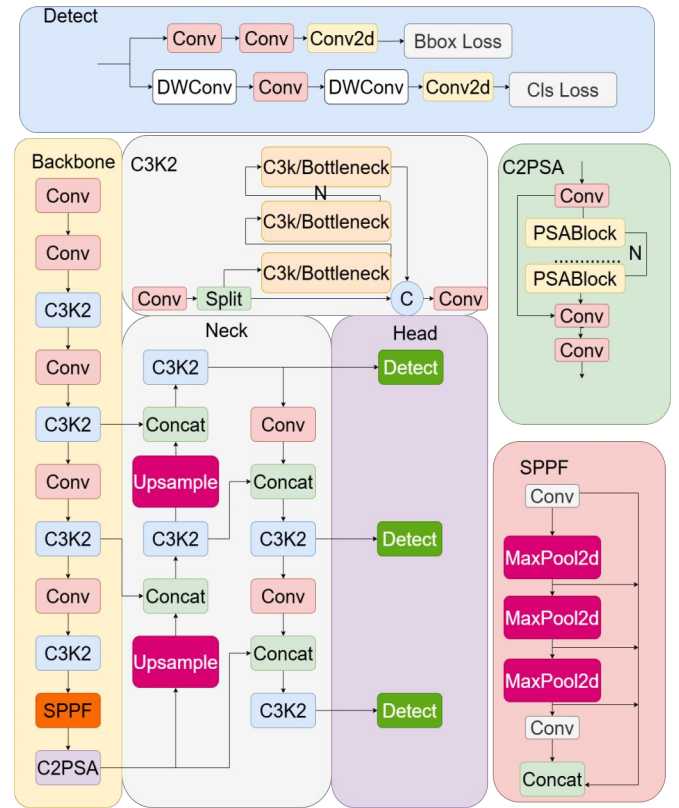 Detect
Conv Conv Conv2d Bbox Loss
DWConv Conv DWConv Conv2d Cls Loss
Backbone
Conv
Conv
C3K2
Conv
C3K2
Conv
C3K2
Conv
C3K2
SPPF
C2PSA
C3K2
C3k/Bottleneck
N
C3k/Bottleneck
C3k/Bottleneck
Conv Split C Conv
Neck
C3K2
Concat
Upsample
C3K2
Concat
Upsample
Conv
Concat
C3K2
Conv
Concat
C3K2
Head
Detect
Detect
Detect
C2PSA
Conv
PSABlock
N
.............
PSABlock
Conv
Conv
SPPF
Conv
MaxPool2d
MaxPool2d
MaxPool2d
Conv
Concat